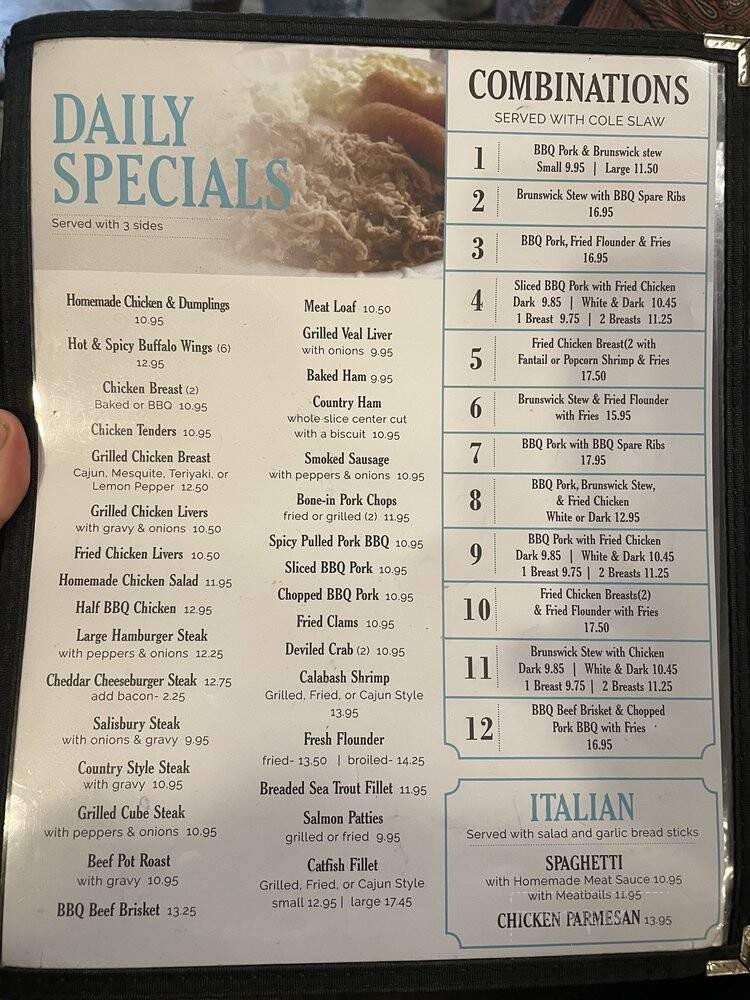 DAILY
SPECIALS
Served with 3 sides
Homemade Chicken & Dumplings
10.95
Hot & Spicy Buffalo Wings (6)
12.95
Chicken Breast (2)
Baked or BBQ 10.95
Chicken Tenders 10.95
Grilled Chicken Breast
Cajun, Mesquite, Teriyaki, or
Lemon Pepper 12.50
Grilled Chicken Livers
with gravy & onions 10.50
Fried Chicken Livers 10.50
Homemade Chicken Salad 11.95
Half BBQ Chicken 12.95
Large Hamburger Steak
with peppers & onions 12.25
Cheddar Cheeseburger Steak 12.75
add bacon- 2.25
Salisbury Steak
with onions & gravy 9.95
Country Style Steak
with gravy 10.95
Grilled Cube Steak
with peppers & onions 10.95
Beef Pot Roast
with gravy 10.95
BBQ Beef Brisket 13.25
Meat Loaf 10.50
Grilled Veal Liver
with onions 9.95
Baked Ham 9.95
Country Ham
whole slice center cut
with a biscuit 10.95
Smoked Sausage
with peppers & onions 10.95
Bone-in Pork Chops
fried or grilled (2) 11.95
Spicy Pulled Pork BBQ 10.95
Sliced BBQ Pork 10.95
Chopped BBQ Pork 10.95
Fried Clams 10.95
Deviled Crab (2) 10.95
Calabash Shrimp
Grilled, Fried, or Cajun Style
13.95
Fresh Flounder
fried- 13.50 | broiled- 14.25
Breaded Sea Trout Fillet 11.95
Salmon Patties
grilled or fried 9.95
Catfish Fillet
Grilled, Fried, or Cajun Style
small 12.95 | large 17.45
COMBINATIONS
SERVED WITH COLE SLAW
1
BBQ Pork & Brunswick stew
Small 9.95 | Large 11.50
2
Brunswick Stew with BBQ Spare Ribs
16.95
3
BBQ Pork, Fried Flounder & Fries
16.95
4
Sliced BBQ Pork with Fried Chicken
Dark 9.85 | White & Dark 10.45
1 Breast 9.75 | 2 Breasts 11.25
5
Fried Chicken Breast(2 with
Fantail or Popcorn Shrimp & Fries
17.50
6
Brunswick Stew & Fried Flounder
with Fries 15.95
7
BBQ Pork with BBQ Spare Ribs
17.95
8
BBQ Pork, Brunswick Stew,
& Fried Chicken
White or Dark 12.95
9
BBQ Pork with Fried Chicken
Dark 9.85 | White & Dark 10.45
1 Breast 9.75 | 2 Breasts 11.25
10
Fried Chicken Breasts(2)
& Fried Flounder with Fries
17.50
11
Brunswick Stew with Chicken
Dark 9.85 | White & Dark 10.45
1 Breast 9.75 | 2 Breasts 11.25
12
BBQ Beef Brisket & Chopped
Pork BBQ with Fries
16.95
ITALIAN
Served with salad and garlic bread sticks
SPAGHETTI
with Homemade Meat Sauce 10.95
with Meatballs 11.95
CHICKEN PARMESAN 13.95